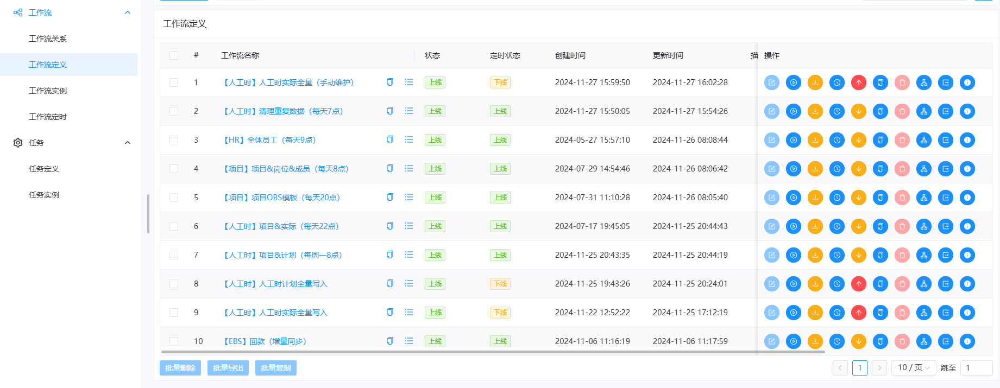 工作流
工作流关系
工作流定义
工作流实例
工作流定时
任务
任务定义
任务实例
工作流定义
# 工作流名称 状态 定时状态 创建时间 更新时间 描 操作
1 【人工时】人工时实际全量（手动维护） 上线 下线 2024-11-27 15:59:50 2024-11-27 16:02:28
2 【人工时】清理重复数据（每天7点） 上线 上线 2024-11-27 15:50:05 2024-11-27 15:54:26
3 【HR】全体员工（每天9点） 上线 上线 2024-05-27 15:57:10 2024-11-26 08:08:44
4 【项目】项目&岗位&成员（每天8点） 上线 上线 2024-07-29 14:54:46 2024-11-26 08:06:42
5 【项目】项目OBS模板（每天20点） 上线 上线 2024-07-31 11:10:28 2024-11-26 08:05:40
6 【人工时】项目&实际（每天22点） 上线 上线 2024-07-17 19:45:05 2024-11-25 20:44:43
7 【人工时】项目&计划（每周一8点） 上线 上线 2024-11-25 20:43:35 2024-11-25 20:44:19
8 【人工时】人工时计划全量写入 上线 下线 2024-11-25 19:43:26 2024-11-25 20:24:01
9 【人工时】人工时实际全量写入 上线 下线 2024-11-22 12:52:22 2024-11-25 17:12:19
10 【EBS】回款（增量同步） 上线 上线 2024-11-06 11:16:19 2024-11-06 11:17:59
批量删除 批量导出 批量复制 1 10 / 页 跳至 1